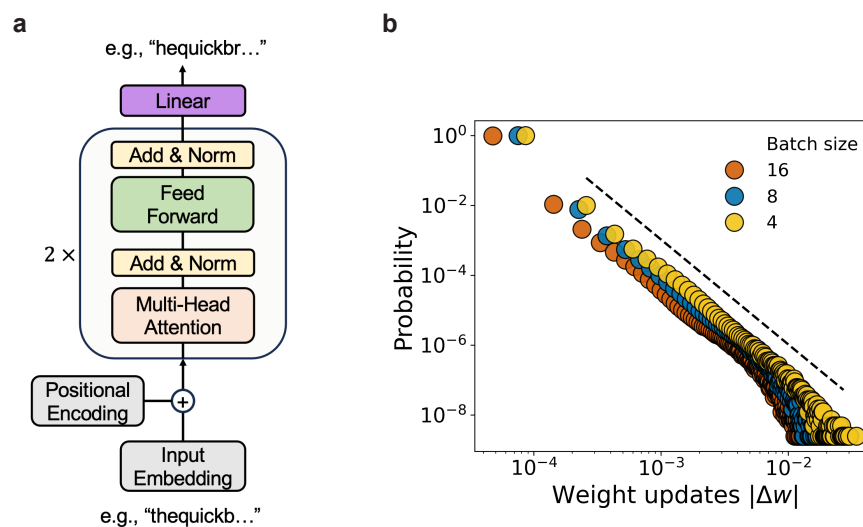 a
e.g., “hequickbr…”
Linear
Add & Norm
Feed
Forward
2 ×
Add & Norm
Multi-Head
Attention
Positional
Encoding
+
Input
Embedding
e.g., “thequickb…”
b
Probability
10⁰
10⁻²
10⁻⁴
10⁻⁶
10⁻⁸
Batch size
16
8
4
10⁻⁴
10⁻³
10⁻²
Weight updates |Δw|